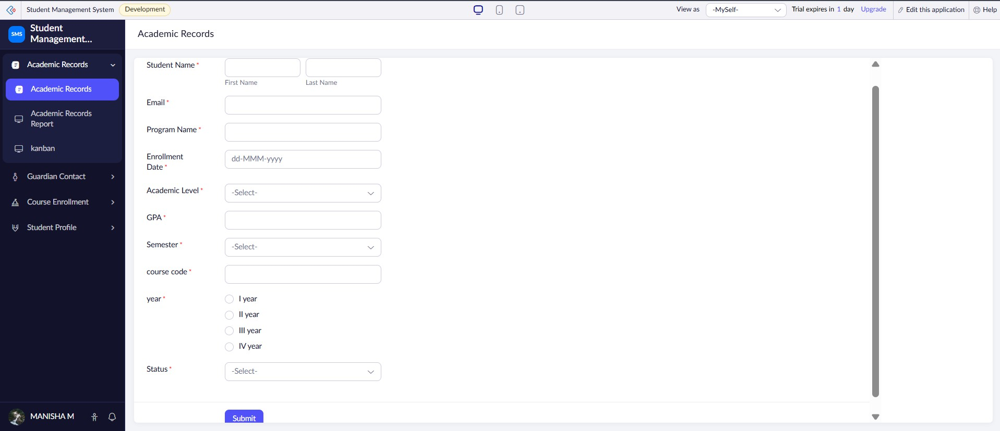 Student Management System Development View as -MySelf- Trial expires in 1 day Upgrade Edit this application Help
SMS Student
Management...
Academic Records
Academic Records
Academic Records
Report
kanban
Guardian Contact
Course Enrollment
Student Profile
MANISHA M
Academic Records
Student Name *
First Name Last Name
Email *
Program Name *
Enrollment
Date * dd-MMM-yyyy
Academic Level * -Select-
GPA *
Semester * -Select-
course code *
year * I year
II year
III year
IV year
Status * -Select-
Submit